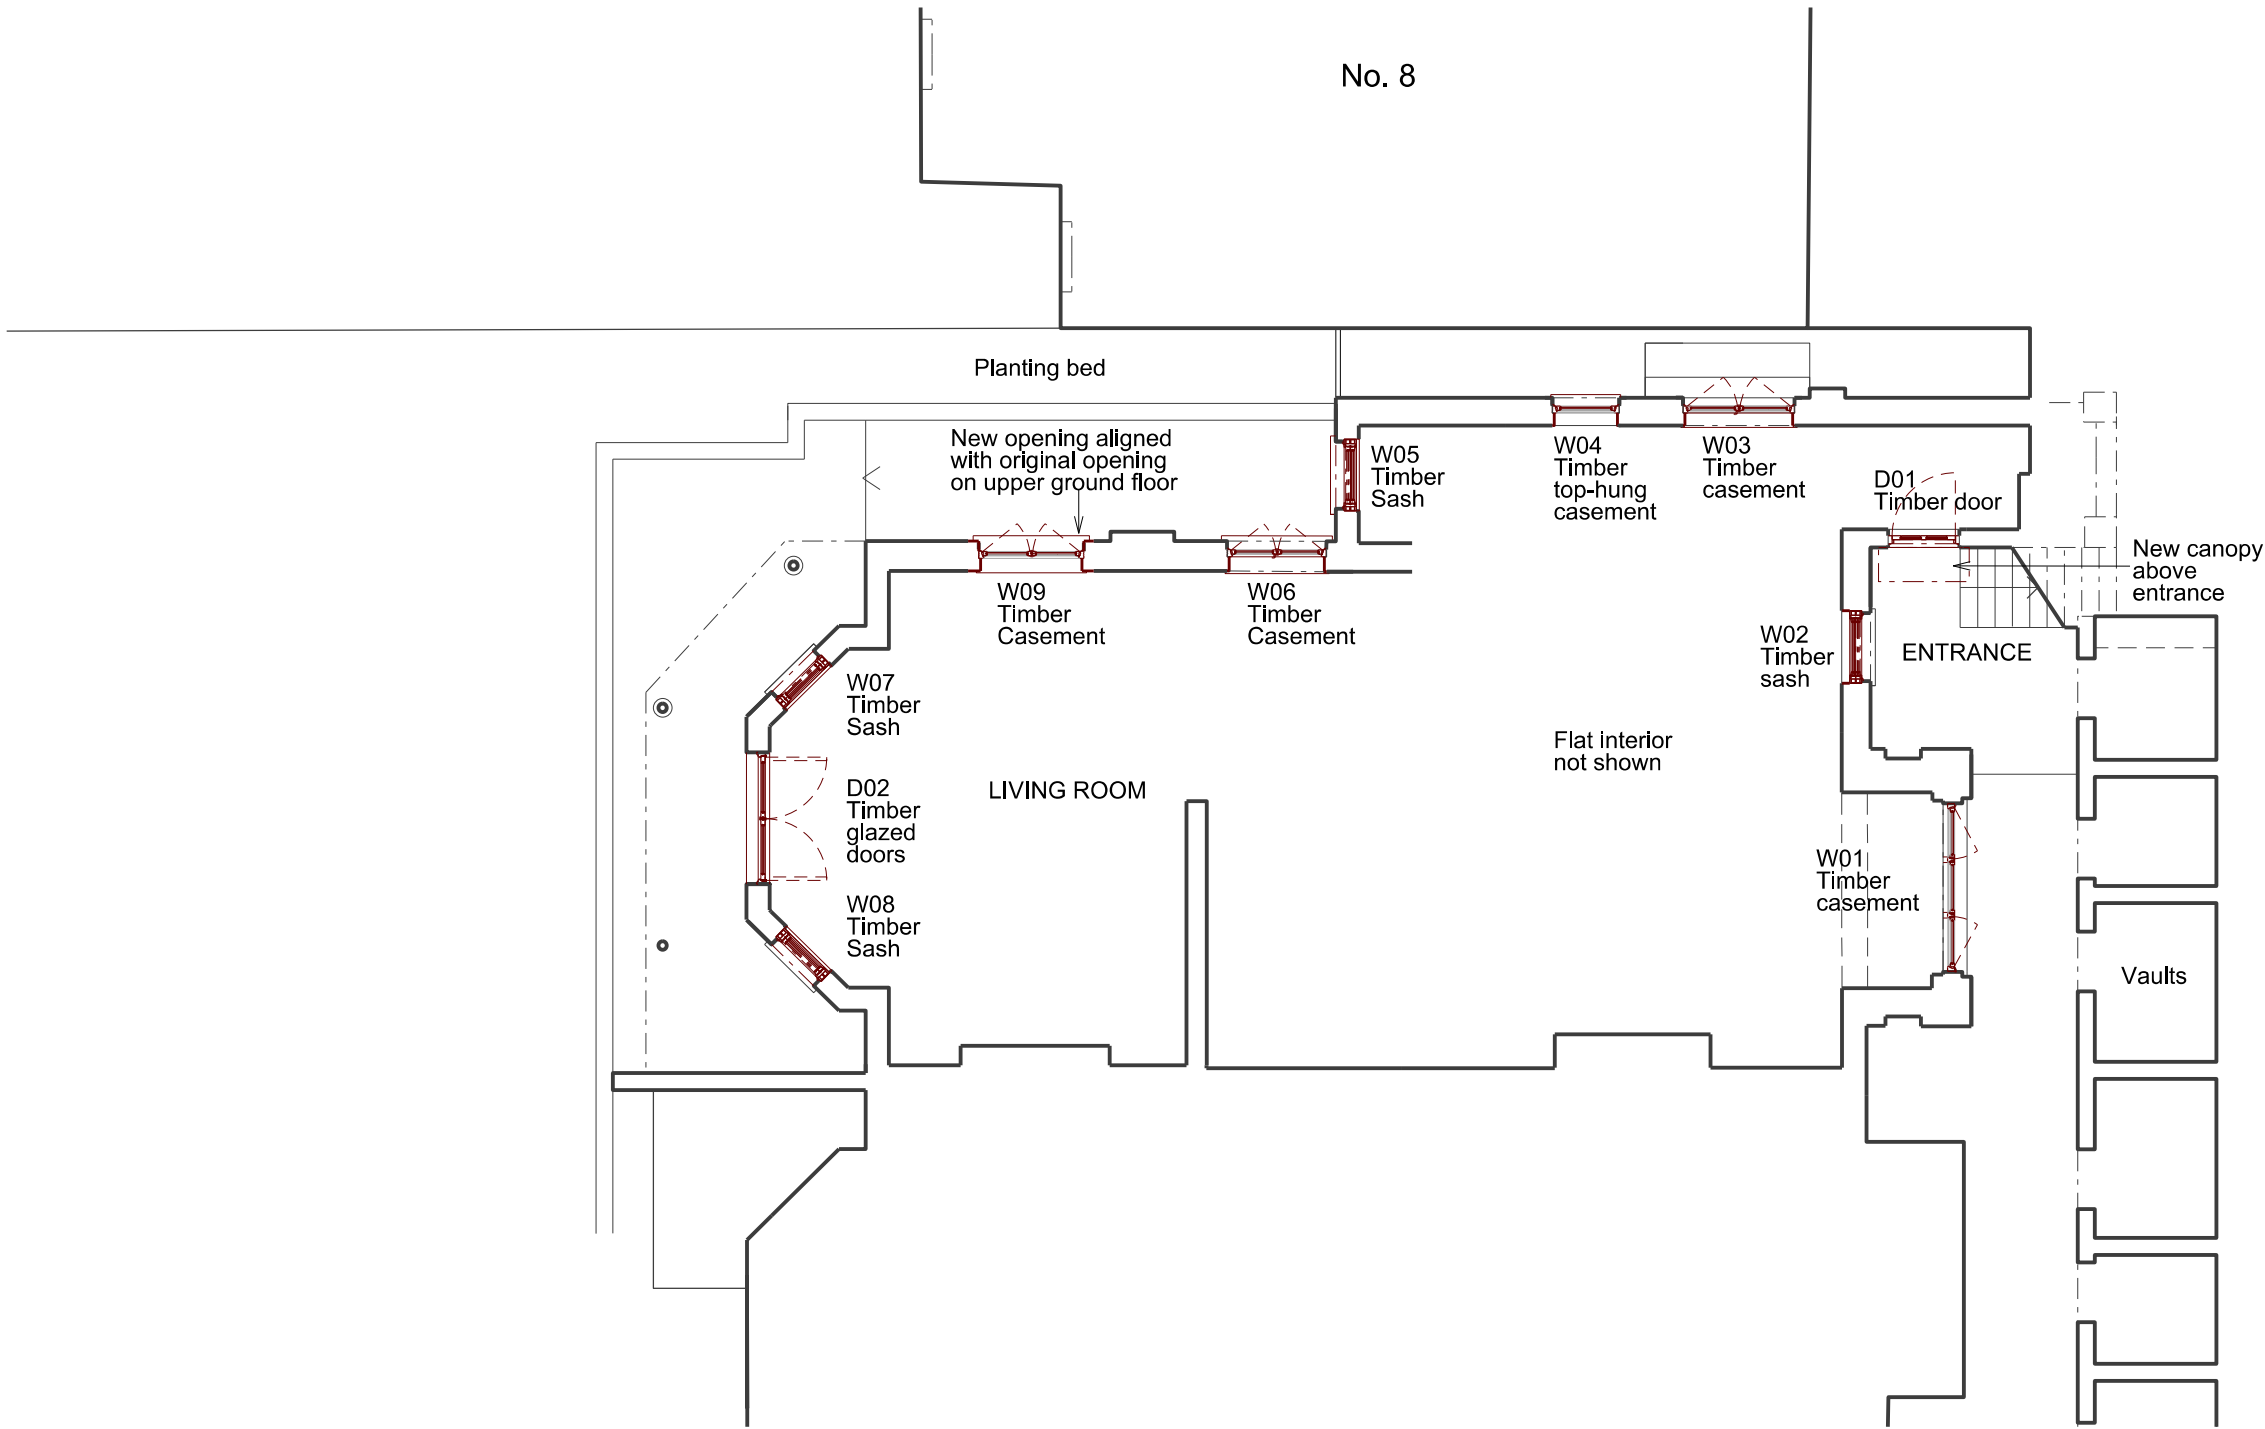 No. 8
Planting bed
New opening aligned
with original opening
on upper ground floor
W05
Timber
Sash
W04
Timber
top-hung
casement
W03
Timber
casement
D01
Timber door
New canopy
above
entrance
W09
Timber
Casement
W06
Timber
Casement
W02
Timber
sash
ENTRANCE
W07
Timber
Sash
Flat interior
not shown
D02
Timber
glazed
doors
LIVING ROOM
W01
Timber
casement
W08
Timber
Sash
Vaults